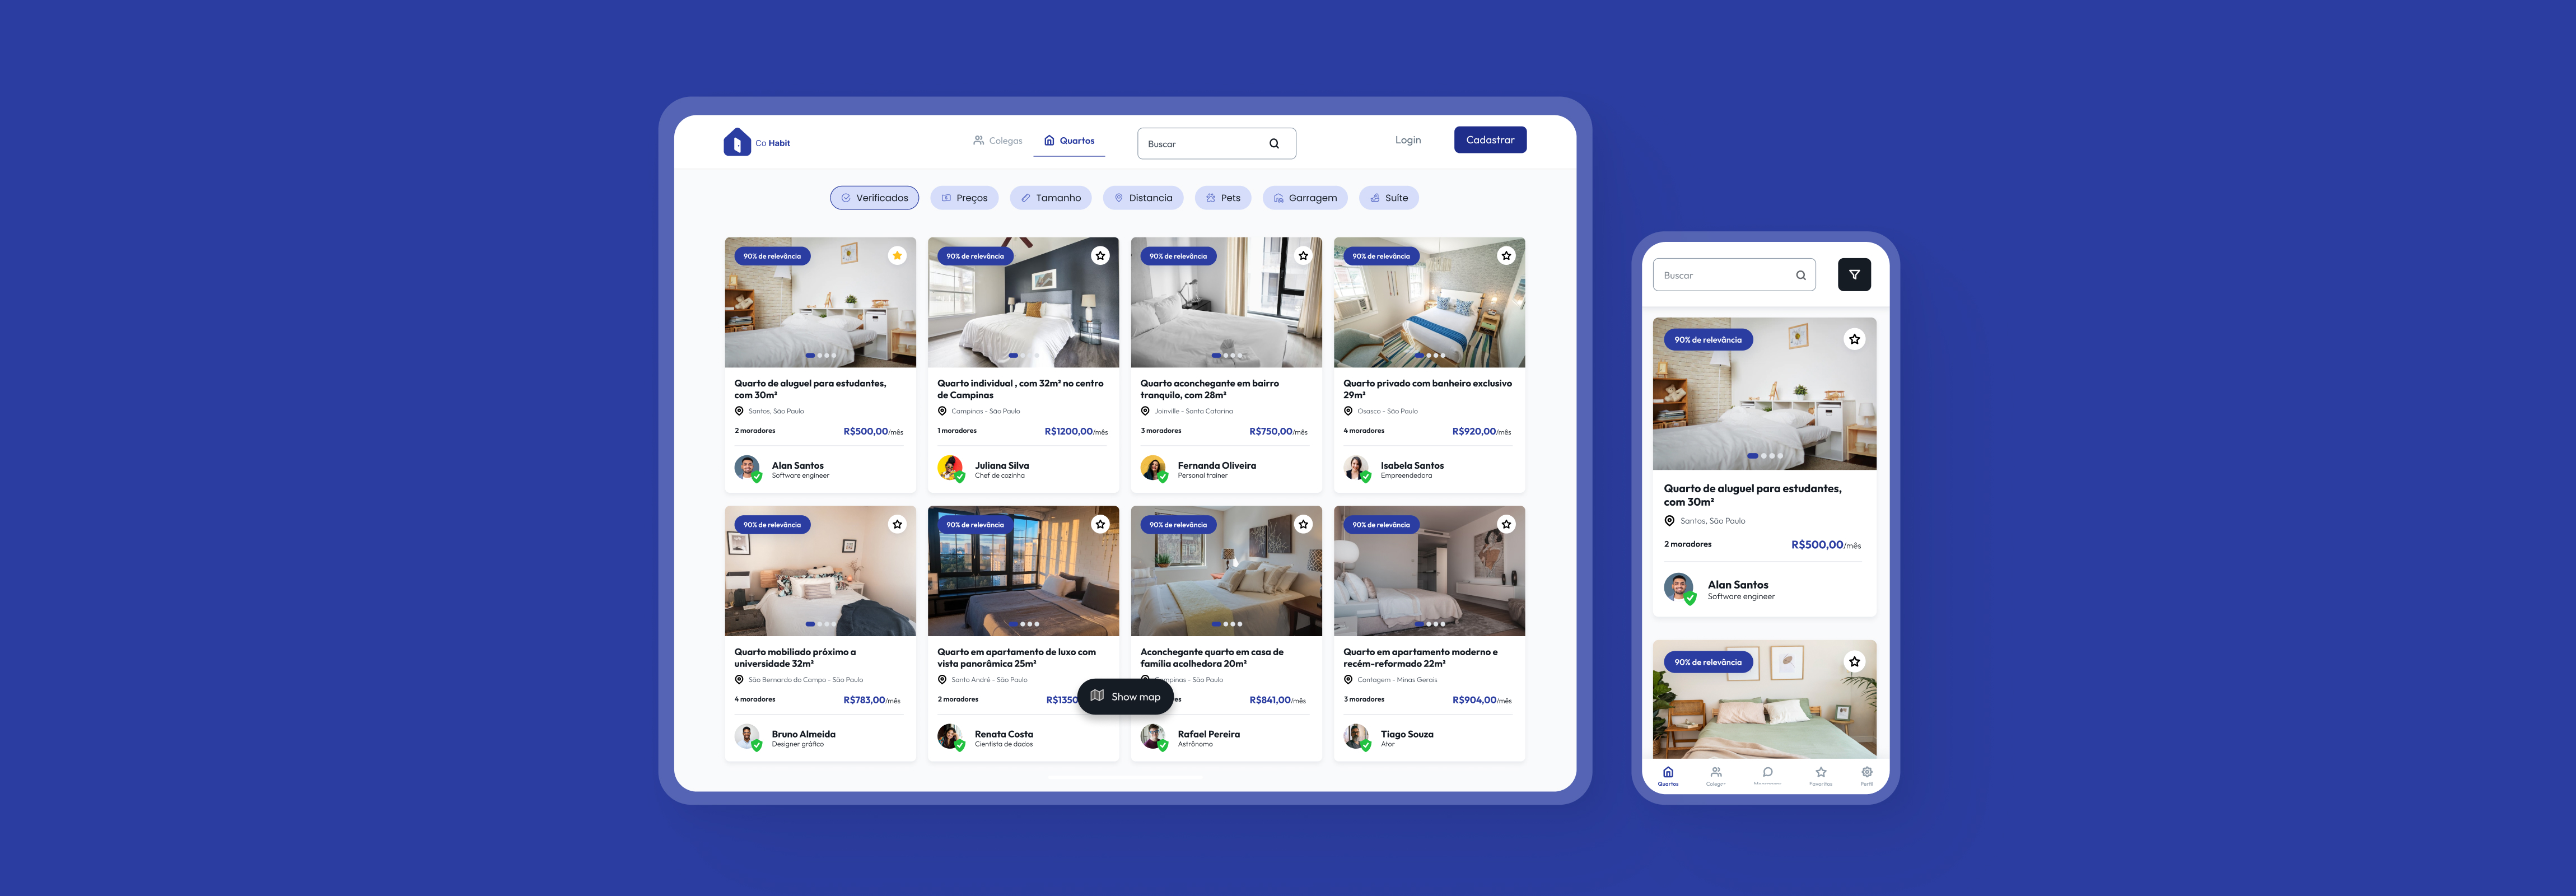 Co Habit
Colegas
Quartos
Buscar
Login
Cadastrar
Verificados
Preços
Tamanho
Distancia
Pets
Garragem
Suíte
90% de relevância
90% de relevância
90% de relevância
90% de relevância
Quarto de aluguel para estudantes,
com 30m²
Santos, São Paulo
2 moradores
R$500,00/mês
Alan Santos
Software engineer
Quarto individual , com 32m² no centro
de Campinas
Campinas - São Paulo
1 moradores
R$1200,00/mês
Juliana Silva
Chef de cozinha
Quarto aconchegante em bairro
tranquilo, com 28m²
Joinville - Santa Catarina
3 moradores
R$750,00/mês
Fernanda Oliveira
Personal trainer
Quarto privado com banheiro exclusivo
29m²
Osasco - São Paulo
4 moradores
R$920,00/mês
Isabela Santos
Empreendedora
90% de relevância
90% de relevância
90% de relevância
90% de relevância
Quarto mobiliado próximo a
universidade 32m²
São Bernardo do Campo - São Paulo
4 moradores
R$783,00/mês
Bruno Almeida
Designer gráfico
Quarto em apartamento de luxo com
vista panorâmica 25m²
Santo André - São Paulo
2 moradores
R$1350
Renata Costa
Cientista de dados
Show map
Aconchegante quarto em casa de
família acolhedora 20m²
São Paulo
R$841,00/mês
Rafael Pereira
Astrônomo
Quarto em apartamento moderno e
recém-reformado 22m²
Contagem - Minas Gerais
3 moradores
R$904,00/mês
Tiago Souza
Ator
Buscar
90% de relevância
Quarto de aluguel para estudantes,
com 30m²
Santos, São Paulo
2 moradores
R$500,00/mês
Alan Santos
Software engineer
90% de relevância
Quartos
Favoritos
Perfil